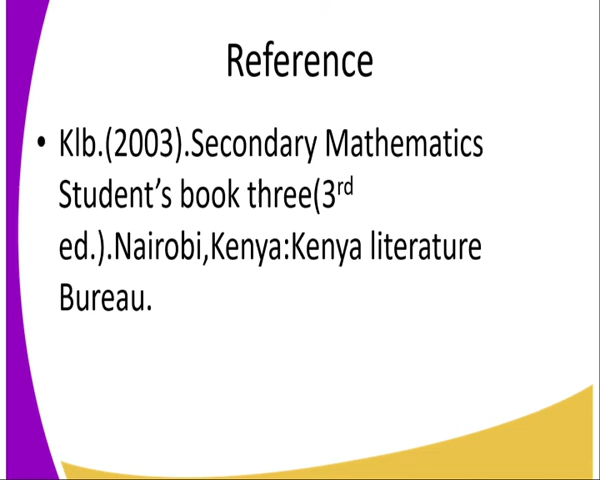 Reference
• Klb.(2003).Secondary Mathematics
Student’s book three(3rd
ed.).Nairobi,Kenya:Kenya literature
Bureau.